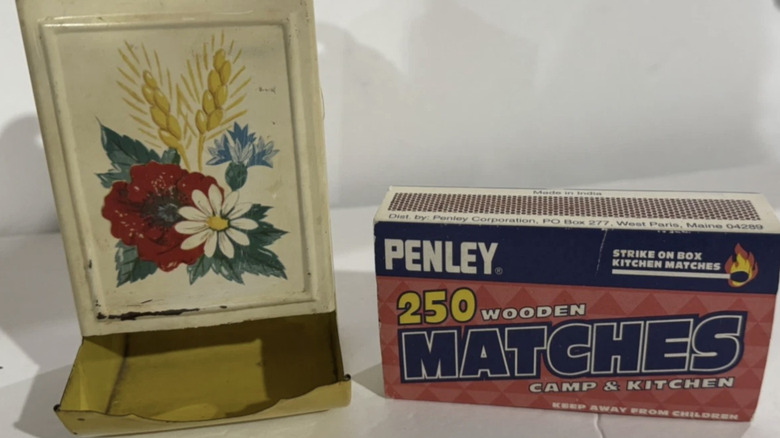 Made in India
Dist. by: Penley Corporation, PO Box 277, West Paris, Maine 04289
PENLEY®
STRIKE ON BOX
KITCHEN MATCHES
250 WOODEN
MATCHES
CAMP & KITCHEN
KEEP AWAY FROM CHILDREN